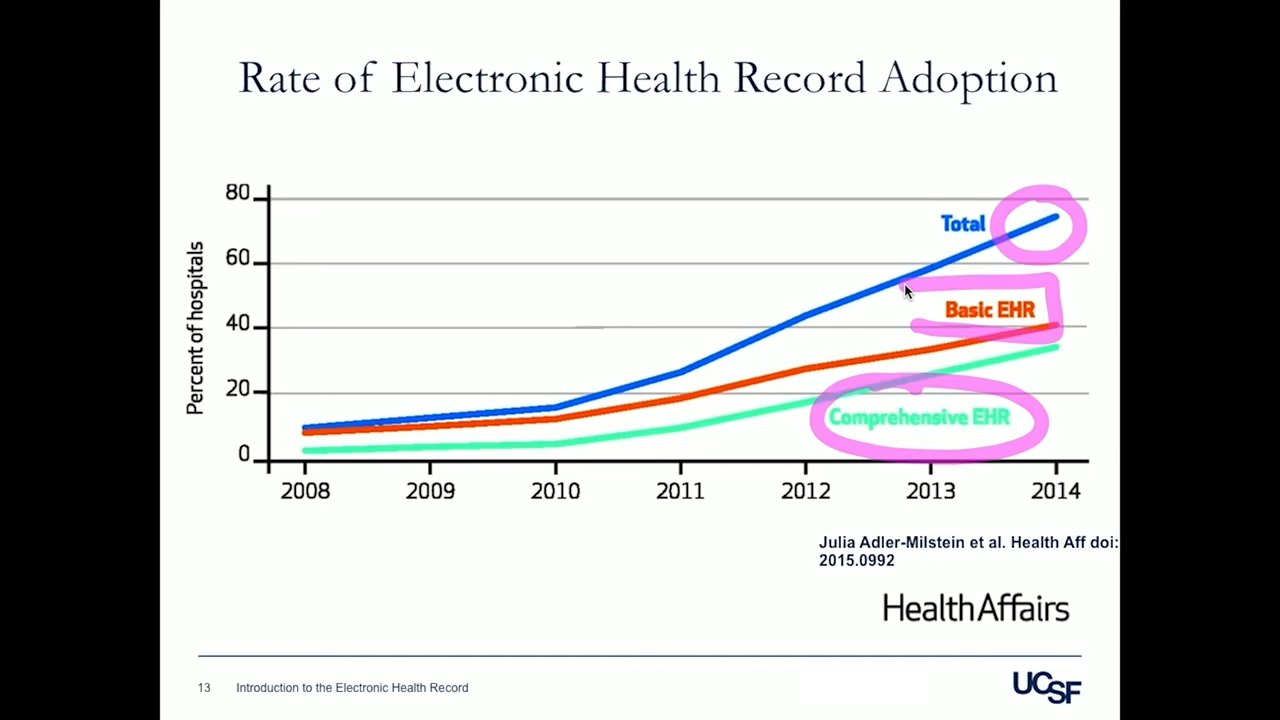 Rate of Electronic Health Record Adoption
80
60
40
20
0
Percent of hospitals
Total
Basic EHR
Comprehensive EHR
2008 2009 2010 2011 2012 2013 2014
Julia Adler-Milstein et al. Health Aff doi:
2015.0992
HealthAffairs
13 Introduction to the Electronic Health Record
UCSF